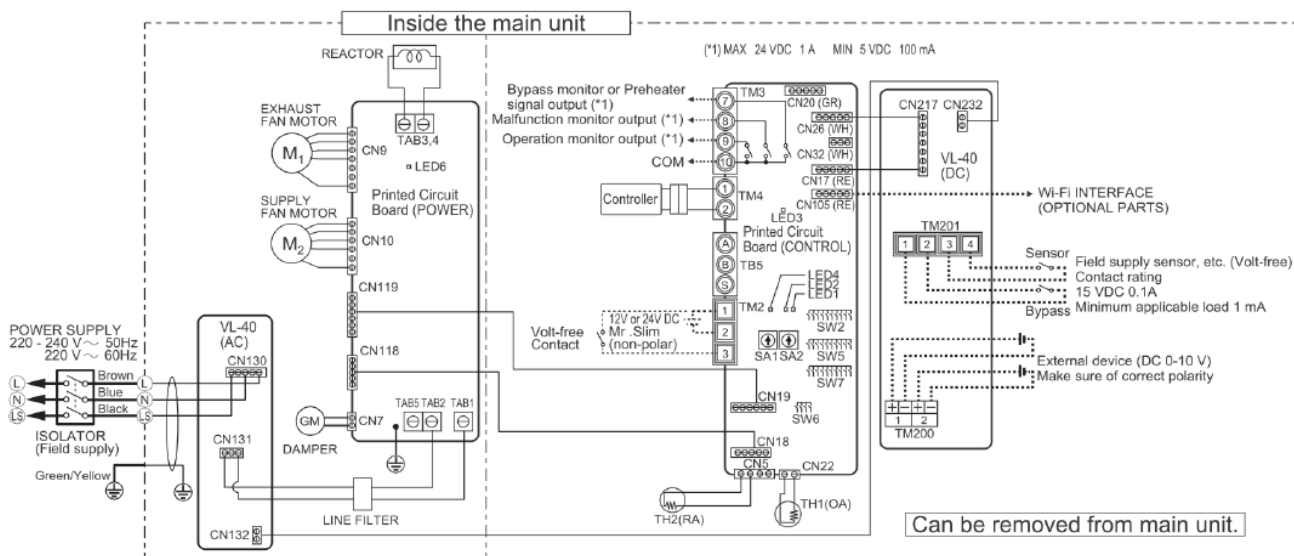 Inside the main unit
(*1) MAX 24 VDC 1 A MIN 5 VDC 100 mA
REACTOR
TAB3,4
LED6
Printed Circuit
Board (POWER)
EXHAUST
FAN MOTOR
M1
CN9
SUPPLY
FAN MOTOR
M2
CN10
CN119
CN118
CN7
GM
DAMPER
TAB5 TAB2 TAB1
POWER SUPPLY
220 - 240 V～ 50Hz
220 V～ 60Hz
L
N
LS
Brown
Blue
Black
L
N
LS
ISOLATOR
(Field supply)
Green/Yellow
VL-40
(AC)
CN130
CN131
CN132
LINE FILTER
Bypass monitor or Preheater
signal output (*1)
Malfunction monitor output (*1)
Operation monitor output (*1)
COM
7
8
9
10
TM3
CN20 (GR)
CN26 (WH)
CN32 (WH)
CN17 (RE)
CN105 (RE)
Controller
1
2
TM4
LED3
Printed Circuit
Board (CONTROL)
A
B
S
TB5
LED4
LED2
LED1
TM2
1
2
3
Volt-free
Contact
12V or 24V DC
Mr .Slim
(non-polar)
SA1 SA2
SW2
SW5
SW7
SW6
CN19
CN18
CN5
CN22
TH2(RA)
TH1(OA)
CN217
CN232
VL-40
(DC)
Wi-Fi INTERFACE
(OPTIONAL PARTS)
TM201
1 2 3 4
Sensor
Field supply sensor, etc. (Volt-free)
Contact rating
15 VDC 0.1A
Minimum applicable load 1 mA
Bypass
External device (DC 0-10 V)
Make sure of correct polarity
+ − + −
1 2
TM200
Can be removed from main unit.